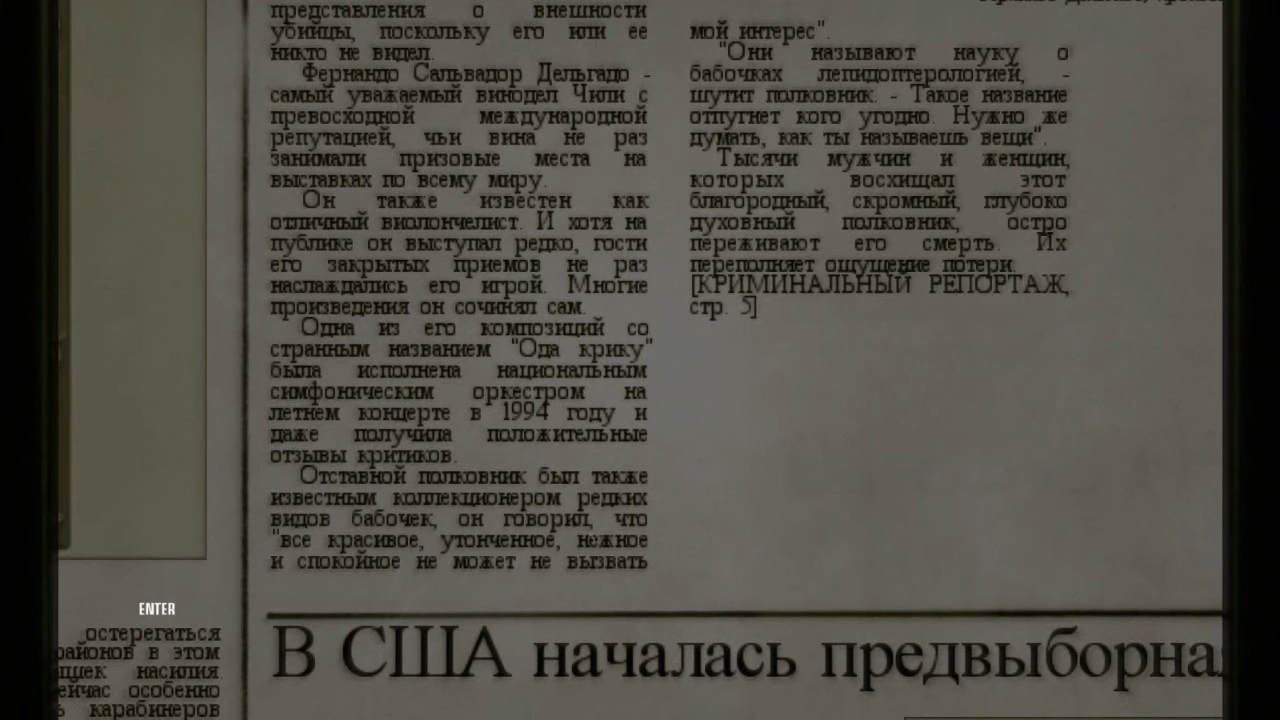 представления о внешности
убийцы, поскольку его или ее
никто не видел.
Фернандо Сальвадор Дельгадо -
самый уважаемый винодел Чили с
превосходной международной
репутацией, чьи вина не раз
занимали призовые места на
выставках по всему миру.
Он также известен как
отличный виолончелист. И хотя на
публике он выступал редко, гости
его закрытых приемов не раз
наслаждались его игрой. Многие
произведения он сочинял сам.
Одна из его композиций со
странным названием "Ода крику"
была исполнена национальным
симфоническим оркестром на
летнем концерте в 1994 году и
даже получила положительные
отзывы критиков.
Отставной полковник был также
известным коллекционером редких
видов бабочек, он говорил, что
"все красивое, утонченное, нежное
и спокойное не может не вызвать
мой интерес".
"Они называют науку о
бабочках лепидоптерологией, -
шутит полковник. - Такое название
отпугнет кого угодно. Нужно же
думать, как ты называешь вещи".
Тысячи мужчин и женщин,
которых восхищал этот
благородный, скромный, глубоко
духовный полковник, остро
переживают его смерть. Их
переполняет ощущение потери.
[КРИМИНАЛЬНЫЙ РЕПОРТАЖ,
стр. 5]
ENTER
остерегаться
районов в этом
насилия.
особенно
карабинеров
В США началась